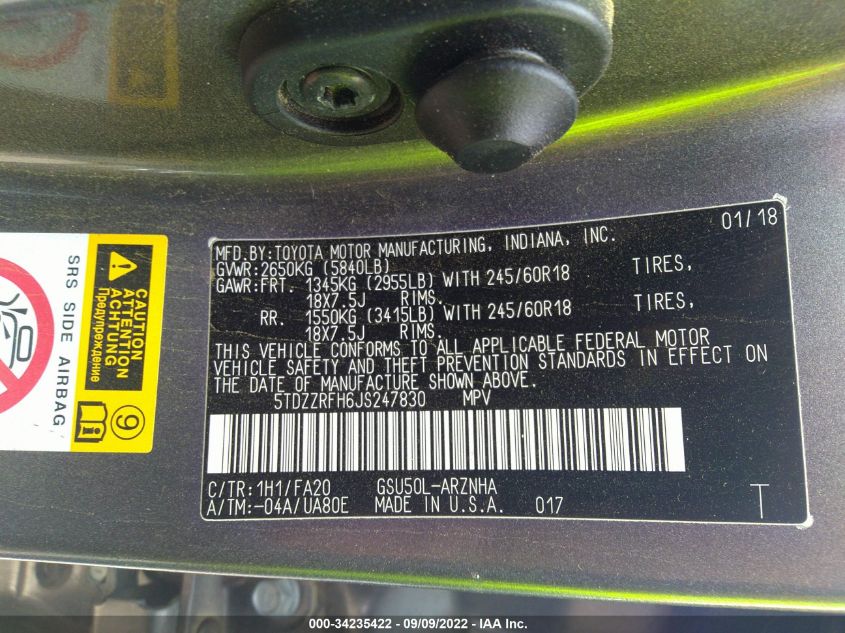 01/18
MFD.BY:TOYOTA MOTOR MANUFACTURING, INDIANA, INC.
GVWR:2650KG (5840LB)
GAWR:FRT. 1345KG (2955LB) WITH 245/60R18 TIRES,
18X7.5J RIMS.
RR. 1550KG (3415LB) WITH 245/60R18 TIRES,
18X7.5J RIMS.
THIS VEHICLE CONFORMS TO ALL APPLICABLE FEDERAL MOTOR
VEHICLE SAFETY AND THEFT PREVENTION STANDARDS IN EFFECT ON
THE DATE OF MANUFACTURE SHOWN ABOVE.
5TDZZRFH6JS247830 MPV
C/TR:1H1/FA20 GSU50L-ARZNHA
A/TM:-04A/UA80E MADE IN U.S.A. 017 T
SRS SIDE AIRBAG
CAUTION
ATTENTION
ACHTUNG
Предупреждение
9
000-34235422 - 09/09/2022 - IAA Inc.